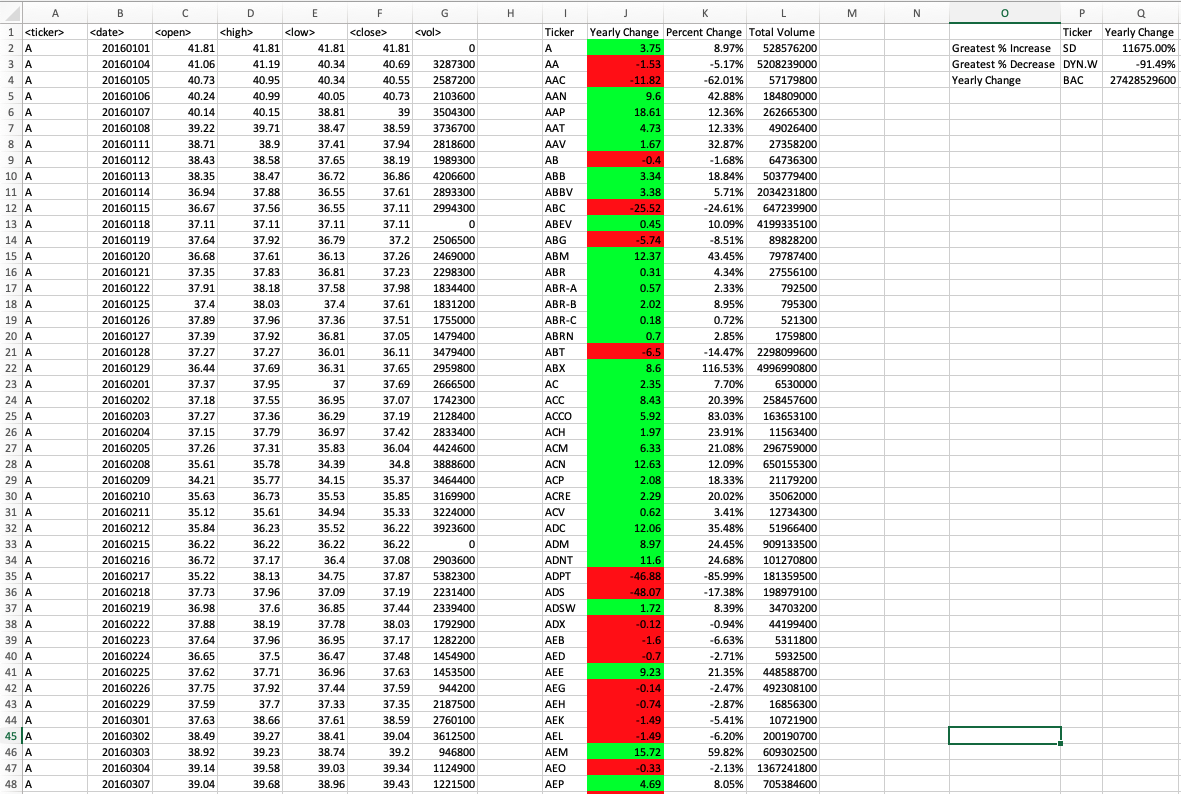 A B C D E F G H I J K L M N O P Q
1 <ticker> <date> <open> <high> <low> <close> <vol> Ticker Yearly Change Percent Change Total Volume Ticker Yearly Change
2 A 20160101 41.81 41.81 41.81 41.81 0 A 3.75 8.97% 528576200 Greatest % Increase SD 11675.00%
3 A 20160104 41.06 41.19 40.34 40.69 3287300 AA -1.53 -5.17% 5208239000 Greatest % Decrease DYN.W -91.49%
4 A 20160105 40.73 40.95 40.34 40.55 2587200 AAC -11.82 -62.01% 57179800 Yearly Change BAC 27428529600
5 A 20160106 40.24 40.99 40.05 40.73 2103600 AAN 9.6 42.88% 184809000
6 A 20160107 40.14 40.15 38.81 39 3504300 AAP 18.61 12.36% 262665300
7 A 20160108 39.22 39.71 38.47 38.59 3736700 AAT 4.73 12.33% 49026400
8 A 20160111 38.71 38.9 37.41 37.94 2818600 AAV 1.67 32.87% 27358200
9 A 20160112 38.43 38.58 37.65 38.19 1989300 AB -0.4 -1.68% 64736300
10 A 20160113 38.35 38.47 36.72 36.86 4206600 ABB 3.34 18.84% 503779400
11 A 20160114 36.94 37.88 36.55 37.61 2893300 ABBV 3.38 5.71% 2034231800
12 A 20160115 36.67 37.56 36.55 37.11 2994300 ABC -25.52 -24.61% 647239900
13 A 20160118 37.11 37.11 37.11 37.11 0 ABEV 0.45 10.09% 4199335100
14 A 20160119 37.64 37.92 36.79 37.2 2506500 ABG -5.74 -8.51% 89828200
15 A 20160120 36.68 37.61 36.13 37.26 2469000 ABM 12.37 43.45% 79787400
16 A 20160121 37.35 37.83 36.81 37.23 2298300 ABR 0.31 4.34% 27556100
17 A 20160122 37.91 38.18 37.58 37.98 1834400 ABR-A 0.57 2.33% 792500
18 A 20160125 37.4 38.03 37.4 37.61 1831200 ABR-B 2.02 8.95% 795300
19 A 20160126 37.89 37.96 37.36 37.51 1755000 ABR-C 0.18 0.72% 521300
20 A 20160127 37.39 37.92 36.81 37.05 1479400 ABRN 0.7 2.85% 1759800
21 A 20160128 37.27 37.27 36.01 36.11 3479400 ABT -6.5 -14.47% 2298099600
22 A 20160129 36.44 37.69 36.31 37.65 2959800 ABX 8.6 116.53% 4996990800
23 A 20160201 37.37 37.95 37 37.69 2666500 AC 2.35 7.70% 6530000
24 A 20160202 37.18 37.55 36.95 37.07 1742300 ACC 8.43 20.39% 258457600
25 A 20160203 37.27 37.36 36.29 37.19 2128400 ACCO 5.92 83.03% 163653100
26 A 20160204 37.15 37.79 36.97 37.42 2833400 ACH 1.97 23.91% 11563400
27 A 20160205 37.26 37.31 35.83 36.04 4424600 ACM 6.33 21.08% 296759000
28 A 20160208 35.61 35.78 34.39 34.8 3888600 ACN 12.63 12.09% 650155300
29 A 20160209 34.21 35.77 34.15 35.37 3464400 ACP 2.08 18.33% 21179200
30 A 20160210 35.63 36.73 35.53 35.85 3169900 ACRE 2.29 20.02% 35062000
31 A 20160211 35.12 35.61 34.94 35.33 3224000 ACV 0.62 3.41% 12734300
32 A 20160212 35.84 36.23 35.52 36.22 3923600 ADC 12.06 35.48% 51966400
33 A 20160215 36.22 36.22 36.22 36.22 0 ADM 8.97 24.45% 909133500
34 A 20160216 36.72 37.17 36.4 37.08 2903600 ADNT 11.6 24.68% 101270800
35 A 20160217 35.22 38.13 34.75 37.87 5382300 ADPT -46.88 -85.99% 181359500
36 A 20160218 37.73 37.96 37.09 37.19 2231400 ADS -48.07 -17.38% 198979100
37 A 20160219 36.98 37.6 36.85 37.44 2339400 ADSW 1.72 8.39% 34703200
38 A 20160222 37.88 38.19 37.78 38.03 1792900 ADX -0.12 -0.94% 44199400
39 A 20160223 37.64 37.96 36.95 37.17 1282200 AEB -1.6 -6.63% 5311800
40 A 20160224 36.65 37.5 36.47 37.48 1454900 AED -0.7 -2.71% 5932500
41 A 20160225 37.62 37.71 36.96 37.63 1453500 AEE 9.23 21.35% 448588700
42 A 20160226 37.75 37.92 37.44 37.59 944200 AEG -0.14 -2.47% 492308100
43 A 20160229 37.59 37.7 37.33 37.35 2187500 AEH -0.74 -2.87% 16856300
44 A 20160301 37.63 38.66 37.61 38.59 2760100 AEK -1.49 -5.41% 10721900
45 A 20160302 38.49 39.27 38.41 39.04 3612500 AEL -1.49 -6.20% 200190700
46 A 20160303 38.92 39.23 38.74 39.2 946800 AEM 15.72 59.82% 609302500
47 A 20160304 39.14 39.58 39.03 39.34 1124900 AEO -0.33 -2.13% 1367241800
48 A 20160307 39.04 39.68 38.96 39.43 1221500 AEP 4.69 8.05% 705384600